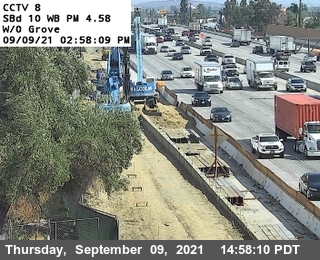 CCTV 8
SBd 10 WB PM 4.58
W/O Grove
09/09/21 02:58:09 PM
Thursday, September 09, 2021 14:58:10 PDT